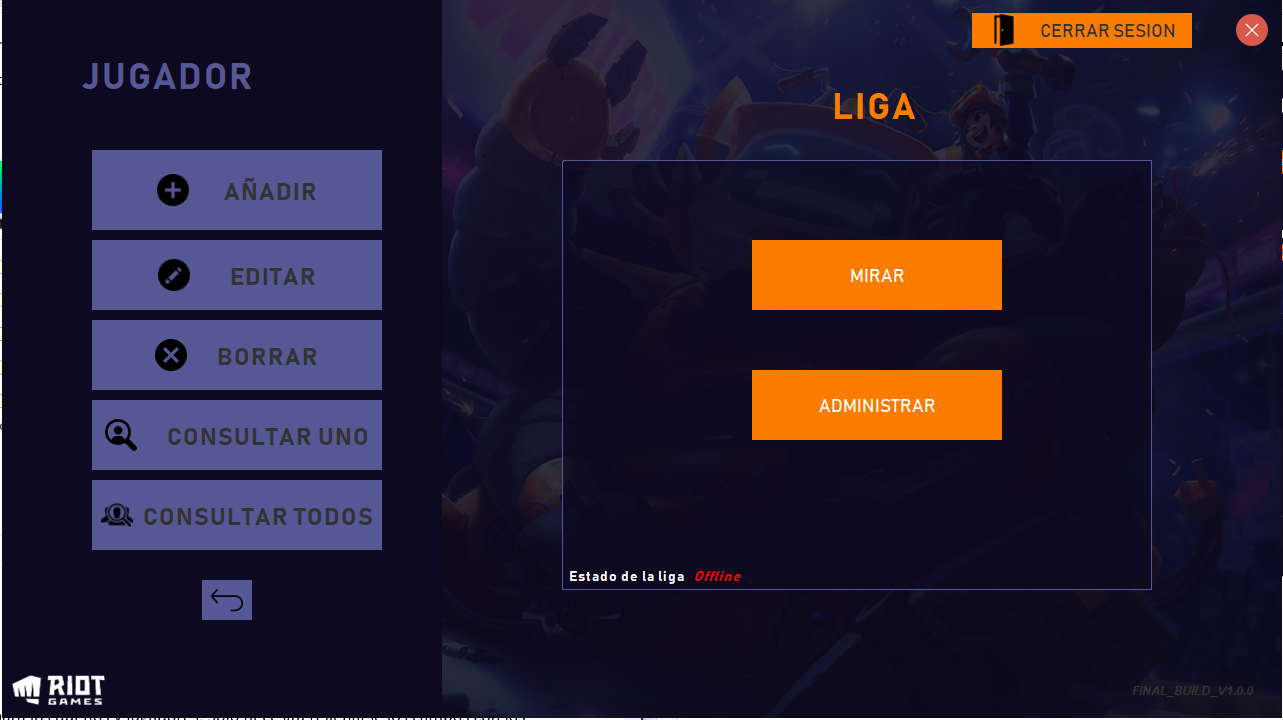 CERRAR SESION
JUGADOR
LIGA
AÑADIR
EDITAR
BORRAR
CONSULTAR UNO
CONSULTAR TODOS
MIRAR
ADMINISTRAR
Estado de la liga Offline
RIOT
GAMES
FINAL_BUILD_V1.0.0